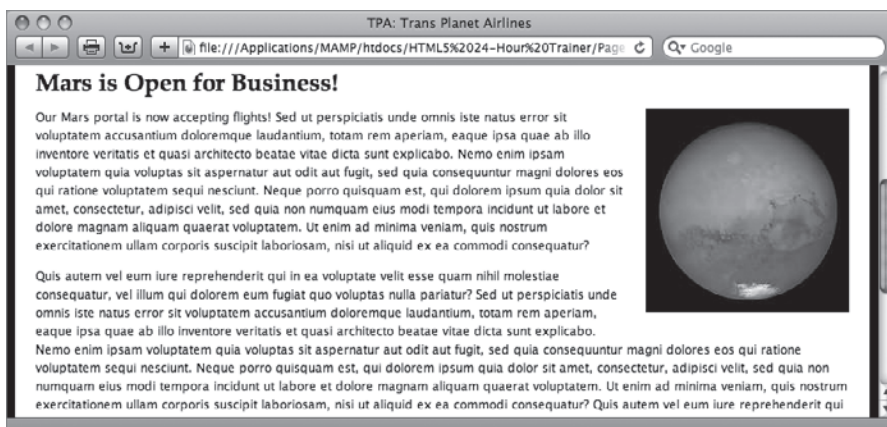 TPA: Trans Planet Airlines
file:///Applications/MAMP/htdocs/HTML5%2024-Hour%20Trainer/Page
Google
Mars is Open for Business!
Our Mars portal is now accepting flights! Sed ut perspiciatis unde omnis iste natus error sit
voluptatem accusantium doloremque laudantium, totam rem aperiam, eaque ipsa quae ab illo
inventore veritatis et quasi architecto beatae vitae dicta sunt explicabo. Nemo enim ipsam
voluptatem quia voluptas sit aspernatur aut odit aut fugit, sed quia consequuntur magni dolores eos
qui ratione voluptatem sequi nesciunt. Neque porro quisquam est, qui dolorem ipsum quia dolor sit
amet, consectetur, adipisci velit, sed quia non numquam eius modi tempora incidunt ut labore et
dolore magnam aliquam quaerat voluptatem. Ut enim ad minima veniam, quis nostrum
exercitationem ullam corporis suscipit laboriosam, nisi ut aliquid ex ea commodi consequatur?
Quis autem vel eum iure reprehenderit qui in ea voluptate velit esse quam nihil molestiae
consequatur, vel illum qui dolorem eum fugiat quo voluptas nulla pariatur? Sed ut perspiciatis unde
omnis iste natus error sit voluptatem accusantium doloremque laudantium, totam rem aperiam,
eaque ipsa quae ab illo inventore veritatis et quasi architecto beatae vitae dicta sunt explicabo.
Nemo enim ipsam voluptatem quia voluptas sit aspernatur aut odit aut fugit, sed quia consequuntur magni dolores eos qui ratione
voluptatem sequi nesciunt. Neque porro quisquam est, qui dolorem ipsum quia dolor sit amet, consectetur, adipisci velit, sed quia non
numquam eius modi tempora incidunt ut labore et dolore magnam aliquam quaerat voluptatem. Ut enim ad minima veniam, quis nostrum
exercitationem ullam corporis suscipit laboriosam, nisi ut aliquid ex ea commodi consequatur? Quis autem vel eum iure reprehenderit qui